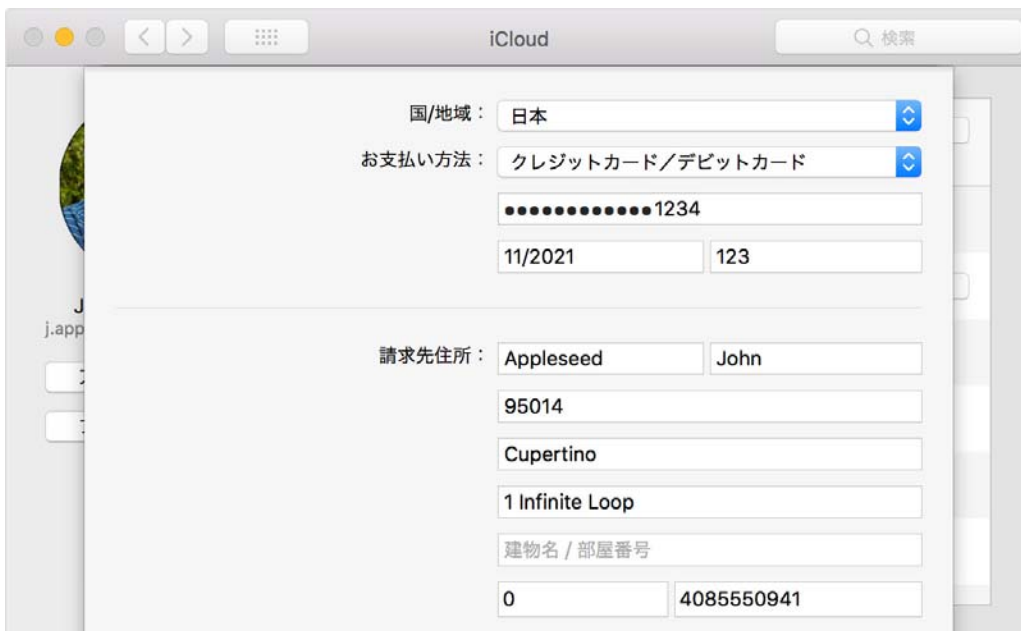 iCloud
検索
国/地域：
日本
お支払い方法：
クレジットカード／デビットカード
●●●●●●●●●●●●1234
11/2021
123
j.app
請求先住所：
Appleseed
John
95014
Cupertino
1 Infinite Loop
建物名 / 部屋番号
0
4085550941